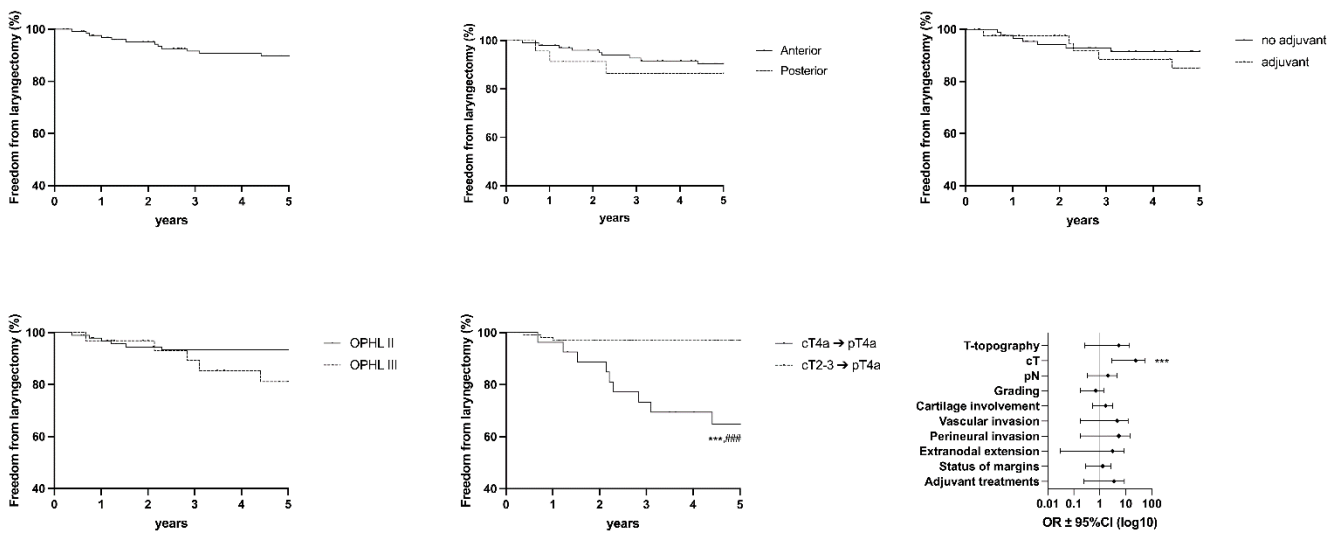 Freedom from laryngectomy (%)
100
80
60
40
0 1 2 3 4 5
years
Freedom from laryngectomy (%)
100
80
60
40
0 1 2 3 4 5
years
Anterior
Posterior
Freedom from laryngectomy (%)
100
80
60
40
0 1 2 3 4 5
years
no adjuvant
adjuvant
Freedom from laryngectomy (%)
100
80
60
40
0 1 2 3 4 5
years
OPHL II
OPHL III
Freedom from laryngectomy (%)
100
80
60
40
0 1 2 3 4 5
years
cT4a ➔ pT4a
cT2-3 ➔ pT4a
***,###
T-topography
cT ***
pN
Grading
Cartilage involvement
Vascular invasion
Perineural invasion
Extranodal extension
Status of margins
Adjuvant treatments
0.01 0.1 1 10 100
OR ± 95%CI (log10)